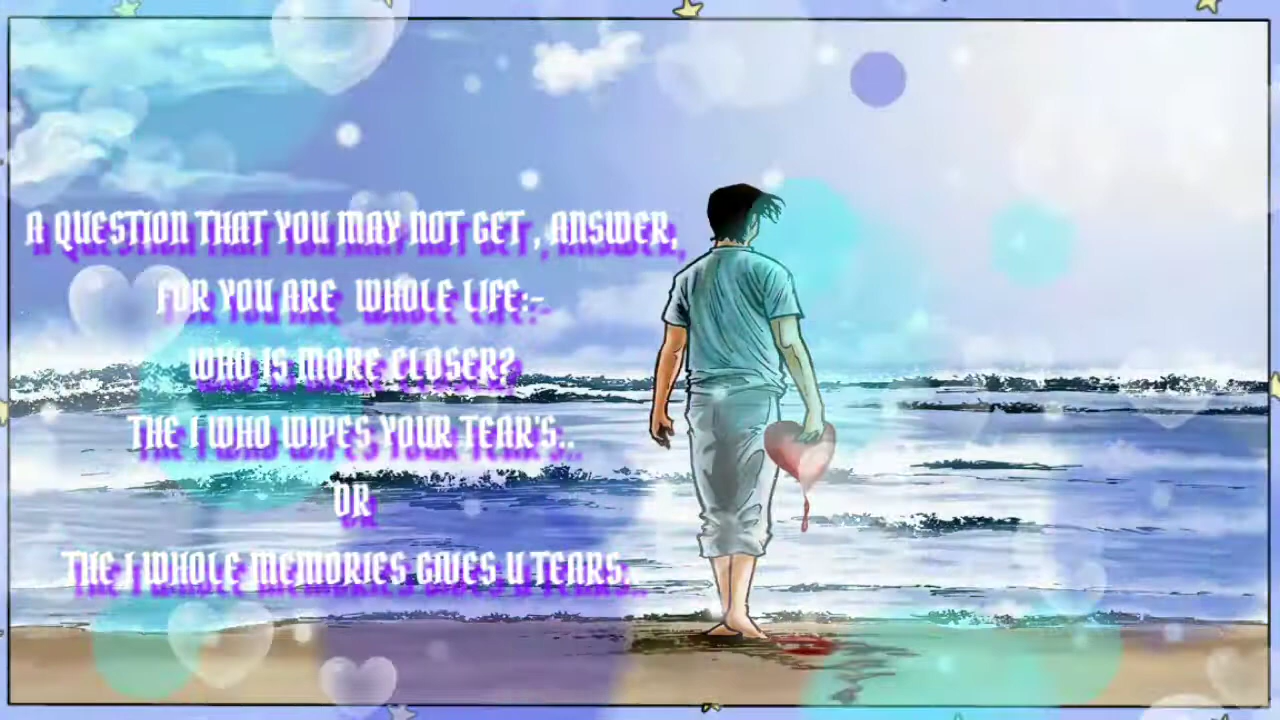 A QUESTION THAT YOU MAY NOT GET , ANSWER,
FOR YOU ARE WHOLE LIFE:-
WHO IS MORE CLOSER?
THE 1 WHO WIPES YOUR TEAR'S..
OR
THE 1 WHOLE MEMORIES GIVES U TEARS..